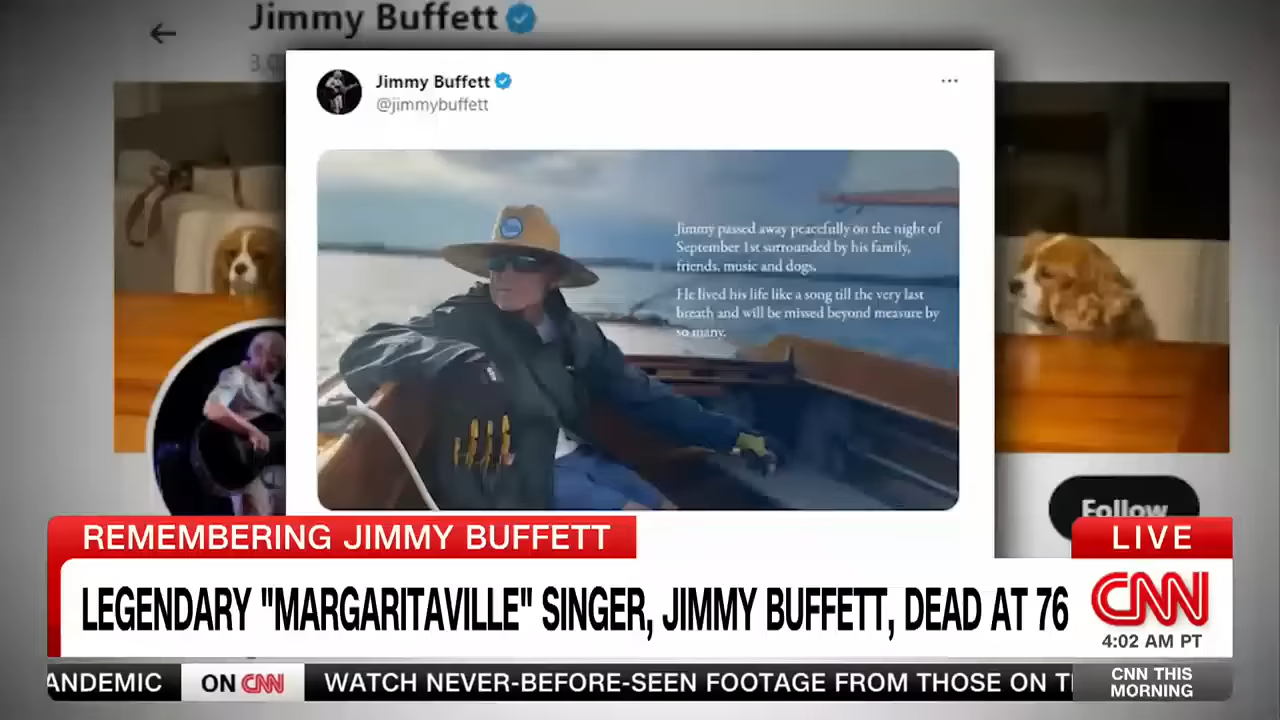 Jimmy Buffett
Jimmy Buffett
@jimmybuffett
Jimmy passed away peacefully on the night of
September 1st surrounded by his family,
friends, music and dogs.
He lived his life like a song till the very last
breath and will be missed beyond measure by
so many.
Follow
REMEMBERING JIMMY BUFFETT
LIVE
LEGENDARY "MARGARITAVILLE" SINGER, JIMMY BUFFETT, DEAD AT 76
CNN
4:02 AM PT
ANDEMIC
ON CNN
WATCH NEVER-BEFORE-SEEN FOOTAGE FROM THOSE ON
CNN THIS
MORNING